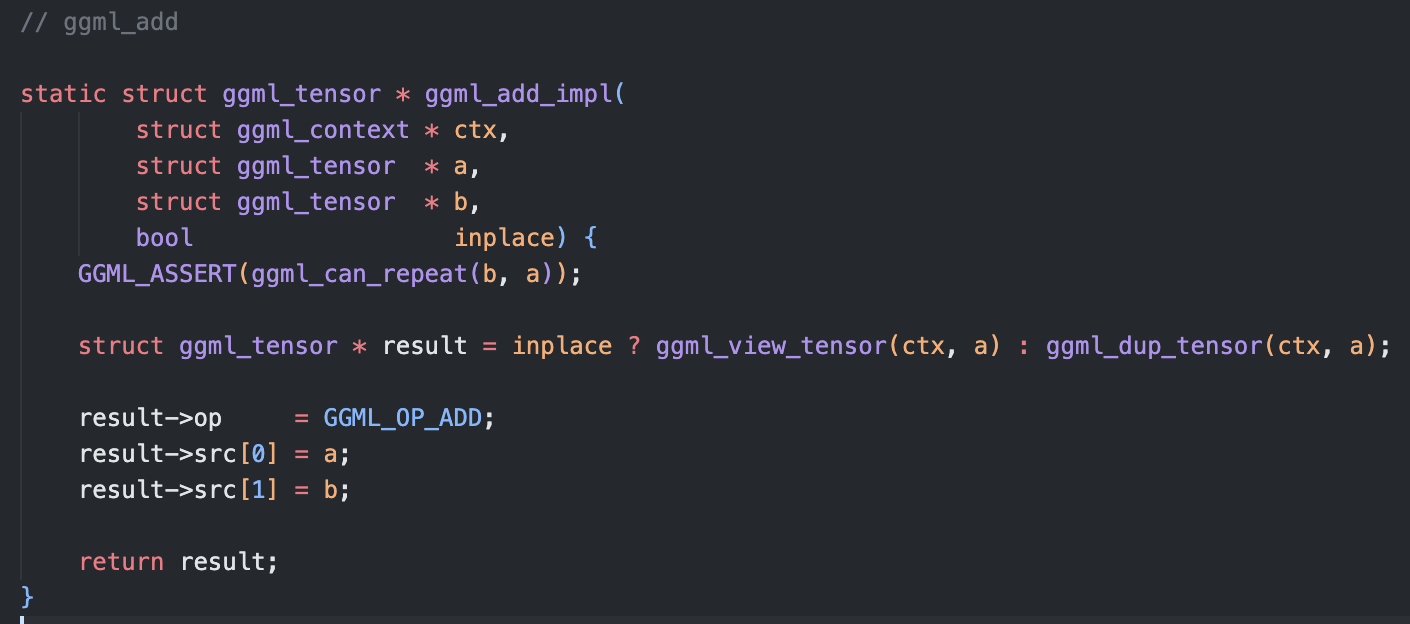 // ggml_add
static struct ggml_tensor * ggml_add_impl(
        struct ggml_context * ctx,
        struct ggml_tensor  * a,
        struct ggml_tensor  * b,
        bool                  inplace) {
    GGML_ASSERT(ggml_can_repeat(b, a));
    struct ggml_tensor * result = inplace ? ggml_view_tensor(ctx, a) : ggml_dup_tensor(ctx, a);
    result->op     = GGML_OP_ADD;
    result->src[0] = a;
    result->src[1] = b;
    return result;
}